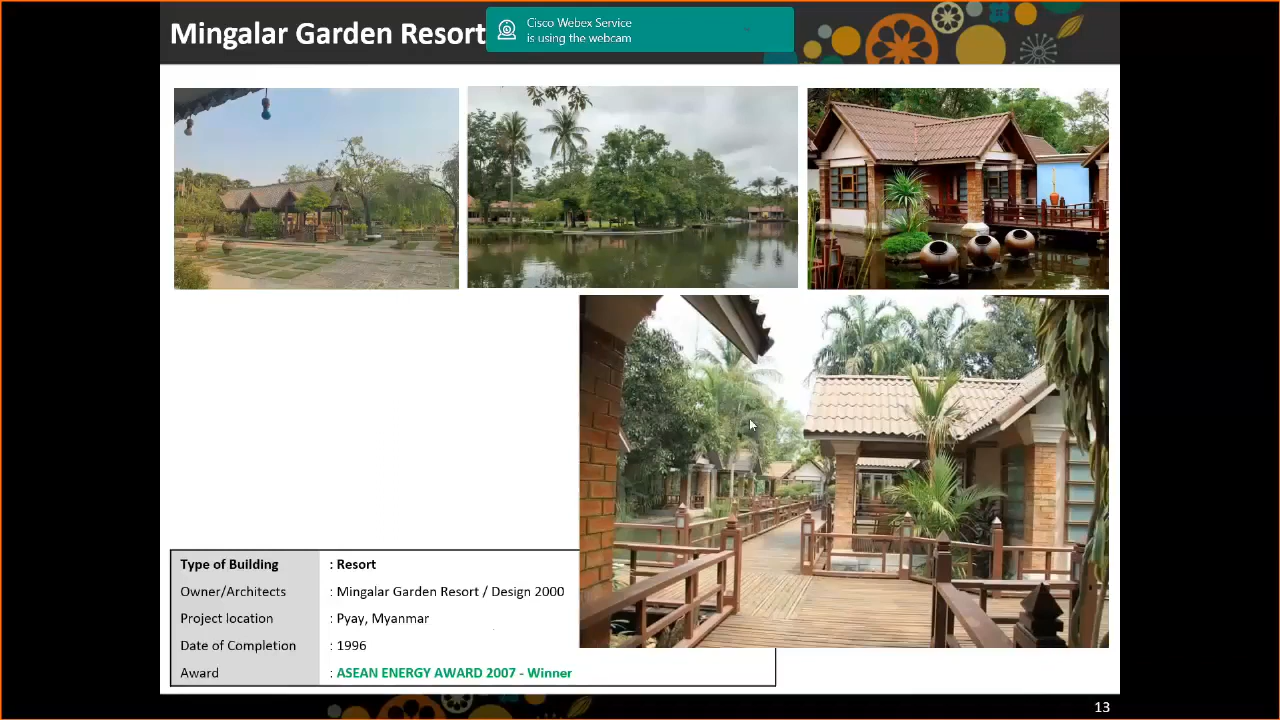 Mingalar Garden Resort
Cisco Webex Service
is using the webcam
Type of Building : Resort
Owner/Architects : Mingalar Garden Resort / Design 2000
Project location : Pyay, Myanmar
Date of Completion : 1996
Award : ASEAN ENERGY AWARD 2007 - Winner
13